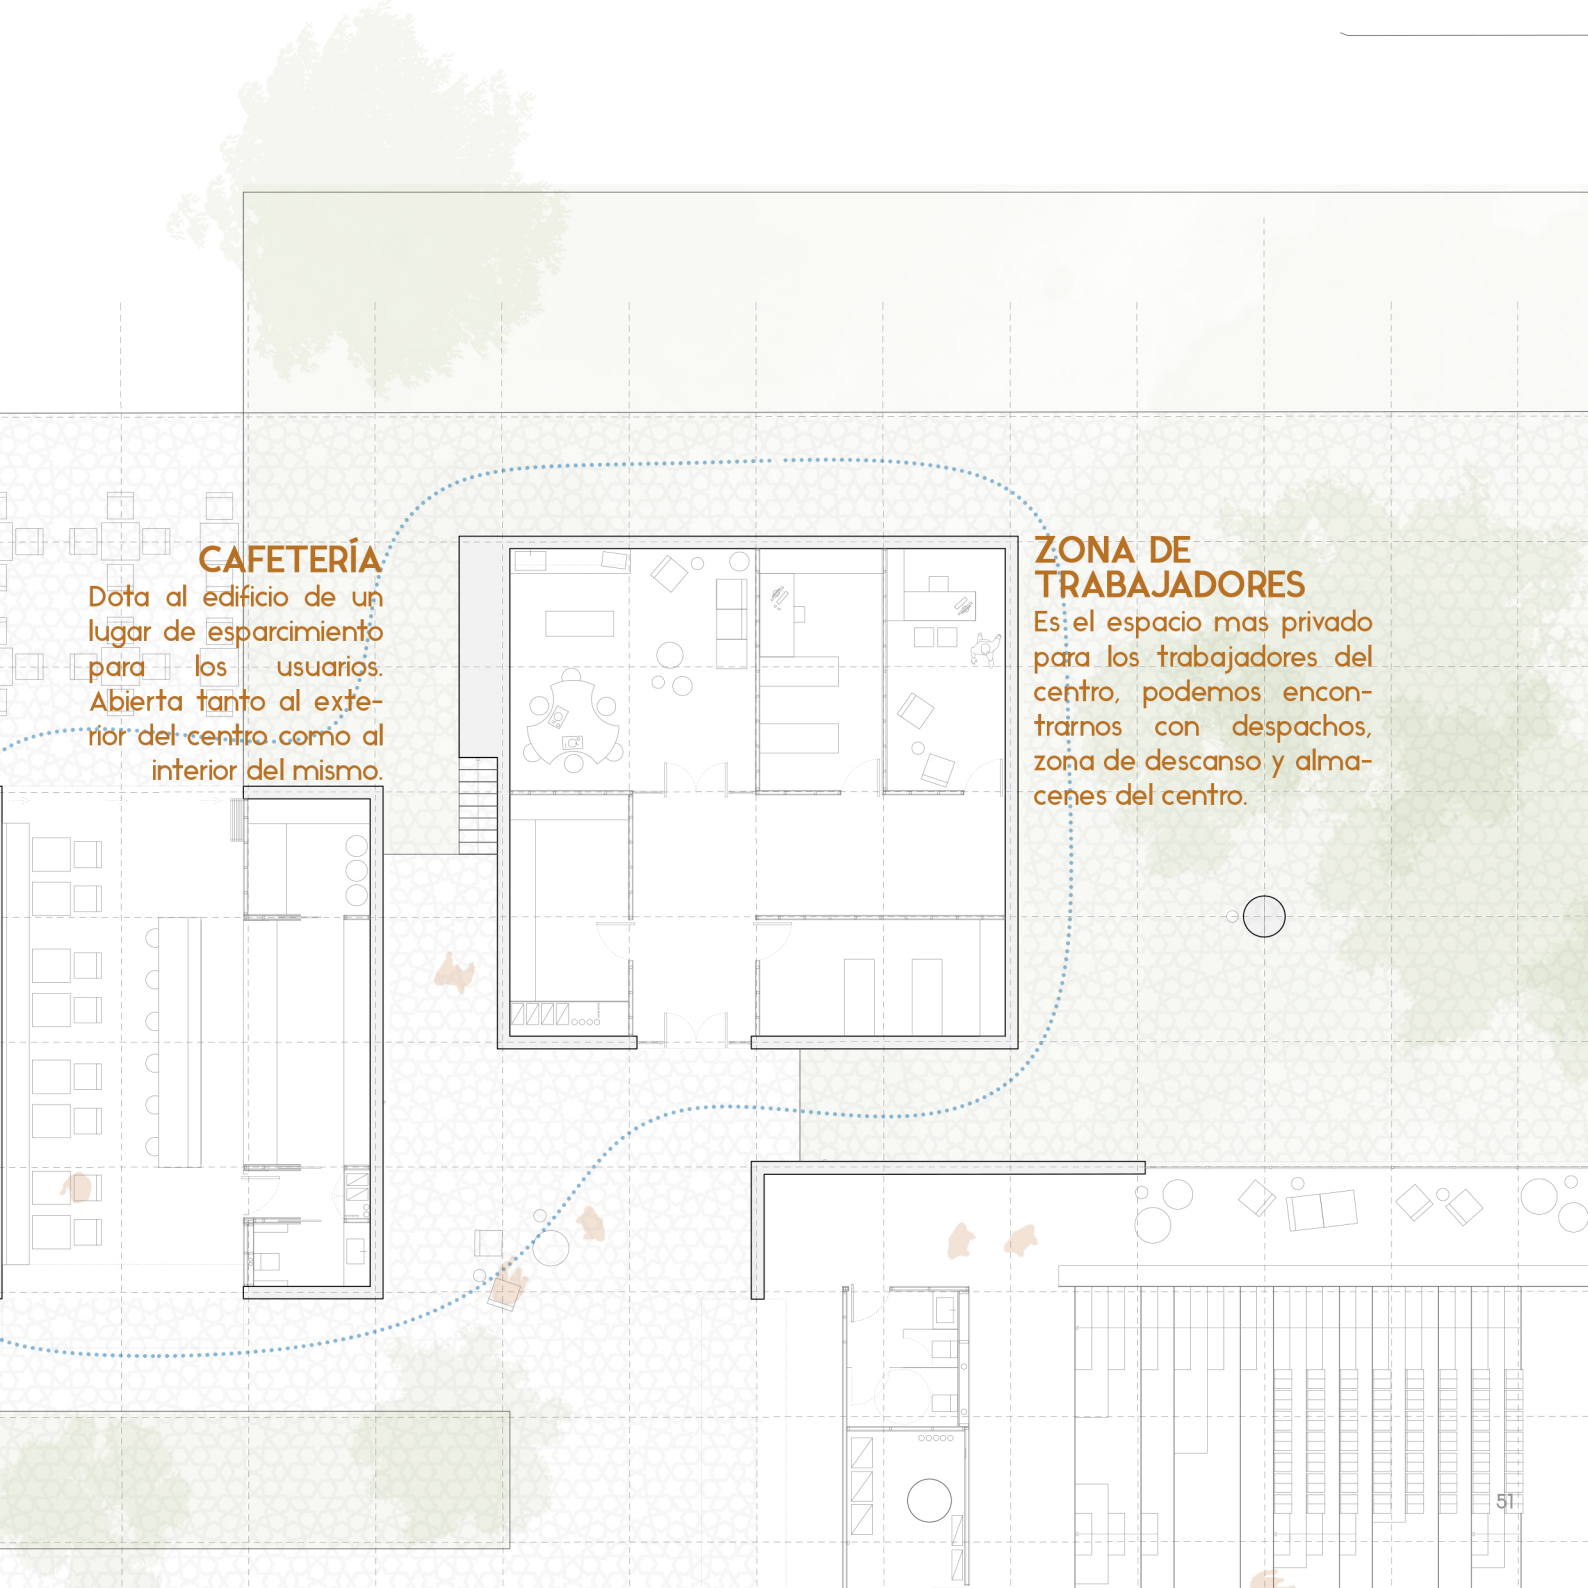 CAFETERÍA
Dota al edificio de un
lugar de esparcimiento
para los usuarios.
Abierta tanto al exte-
rior del centro como al
interior del mismo.
ZONA DE
TRABAJADORES
Es el espacio mas privado
para los trabajadores del
centro, podemos encon-
trarnos con despachos,
zona de descanso y alma-
cenes del centro.
51